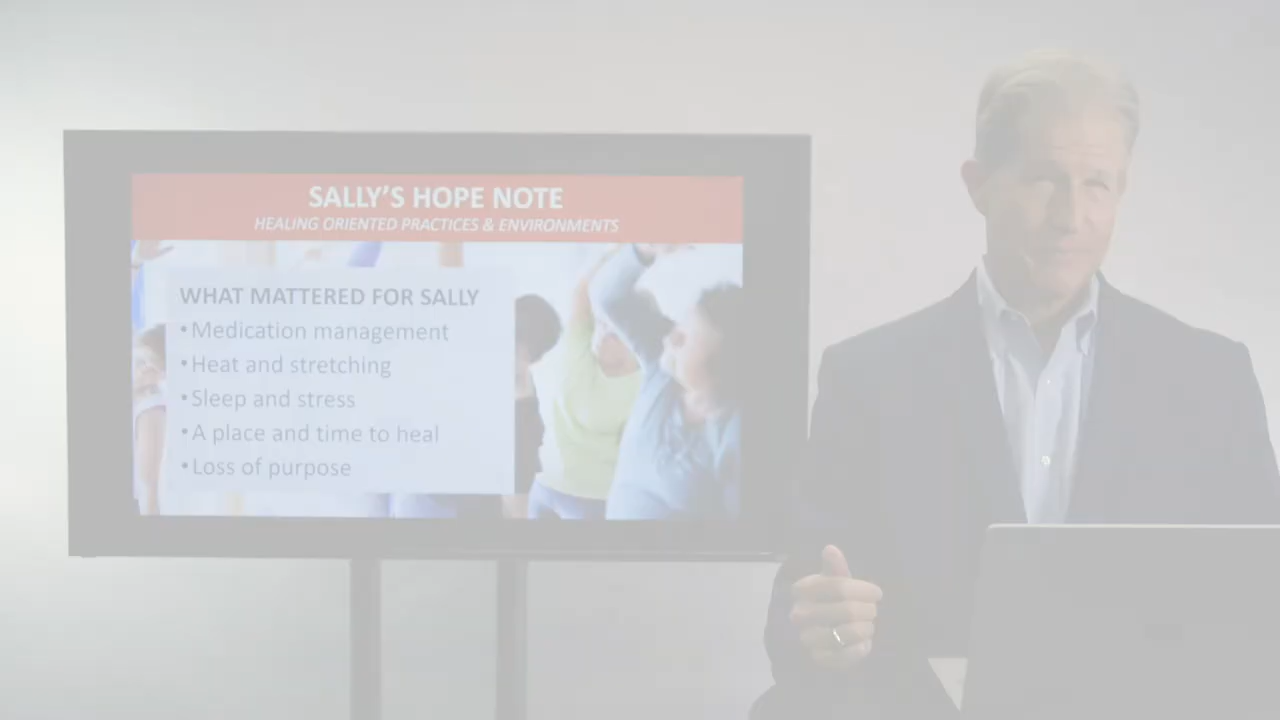 SALLY'S HOPE NOTE
HEALING ORIENTED PRACTICES & ENVIRONMENTS
WHAT MATTERED FOR SALLY
•Medication management
•Heat and stretching
•Sleep and stress
•A place and time to heal
•Loss of purpose